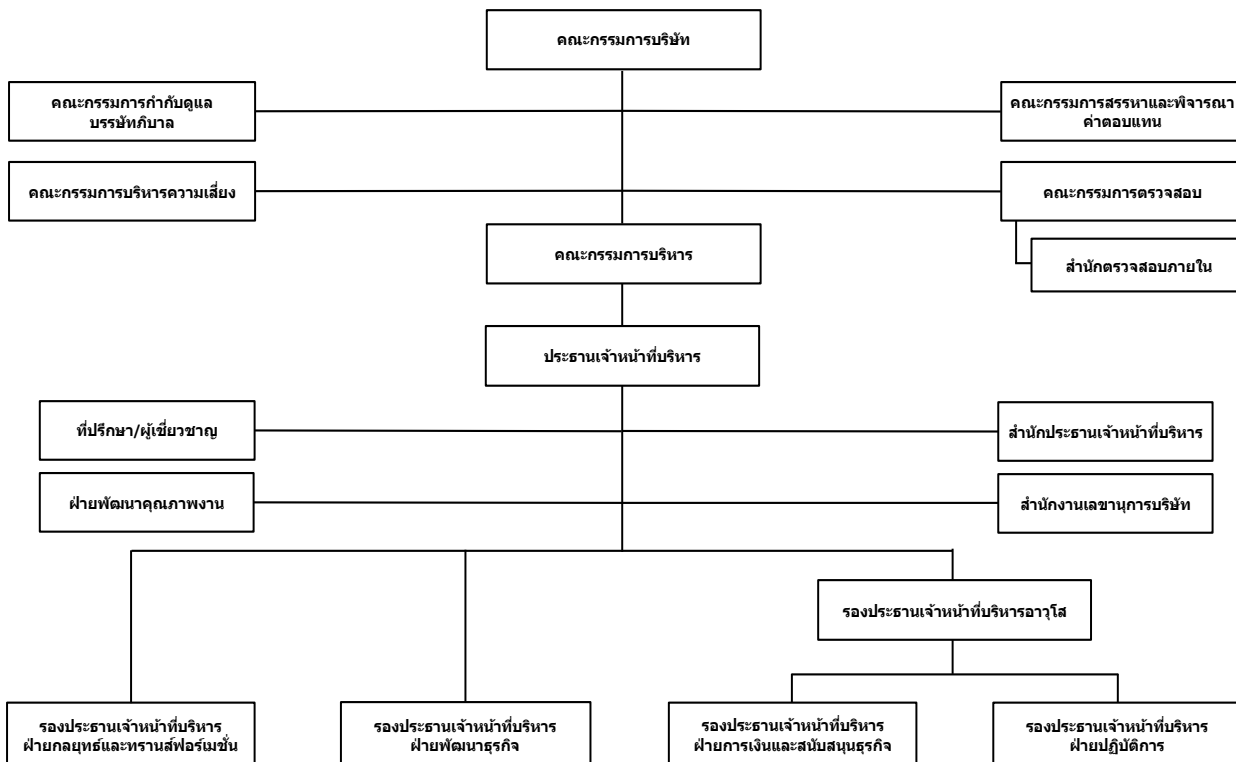 คณะกรรมการบริษัท
คณะกรรมการกำกับดูแล
บรรษัทภิบาล
คณะกรรมการสรรหาและพิจารณา
ค่าตอบแทน
คณะกรรมการบริหารความเสี่ยง
คณะกรรมการตรวจสอบ
คณะกรรมการบริหาร
สำนักตรวจสอบภายใน
ประธานเจ้าหน้าที่บริหาร
ที่ปรึกษา/ผู้เชี่ยวชาญ
สำนักประธานเจ้าหน้าที่บริหาร
ฝ่ายพัฒนาคุณภาพงาน
สำนักงานเลขานุการบริษัท
รองประธานเจ้าหน้าที่บริหารอาวุโส
รองประธานเจ้าหน้าที่บริหาร
ฝ่ายกลยุทธ์และทรานส์ฟอร์เมชั่น
รองประธานเจ้าหน้าที่บริหาร
ฝ่ายพัฒนาธุรกิจ
รองประธานเจ้าหน้าที่บริหาร
ฝ่ายการเงินและสนับสนุนธุรกิจ
รองประธานเจ้าหน้าที่บริหาร
ฝ่ายปฏิบัติการ